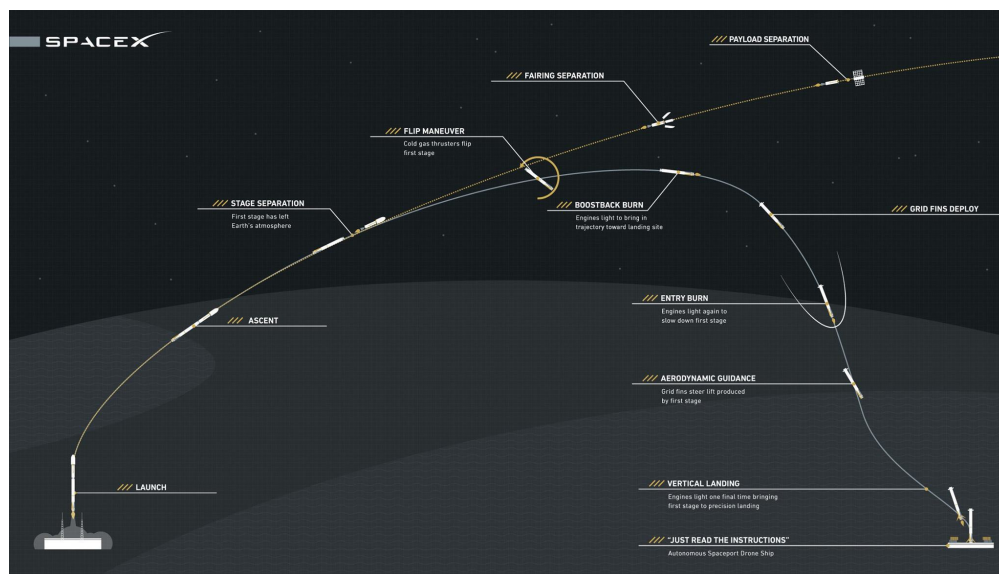 SPACEX
/// PAYLOAD SEPARATION
/// FAIRING SEPARATION
/// FLIP MANEUVER
Cold gas thrusters flip
first stage
/// STAGE SEPARATION
First stage has left
Earth's atmosphere
/// BOOSTBACK BURN
Engines light to bring in
trajectory toward landing site
/// GRID FINS DEPLOY
/// ENTRY BURN
Engines light again to
slow down first stage
/// ASCENT
/// AERODYNAMIC GUIDANCE
Grid fins steer lift produced
by first stage
/// LAUNCH
/// VERTICAL LANDING
Engines light one final time bringing
first stage to precision landing
/// "JUST READ THE INSTRUCTIONS"
Autonomous Spaceport Drone Ship